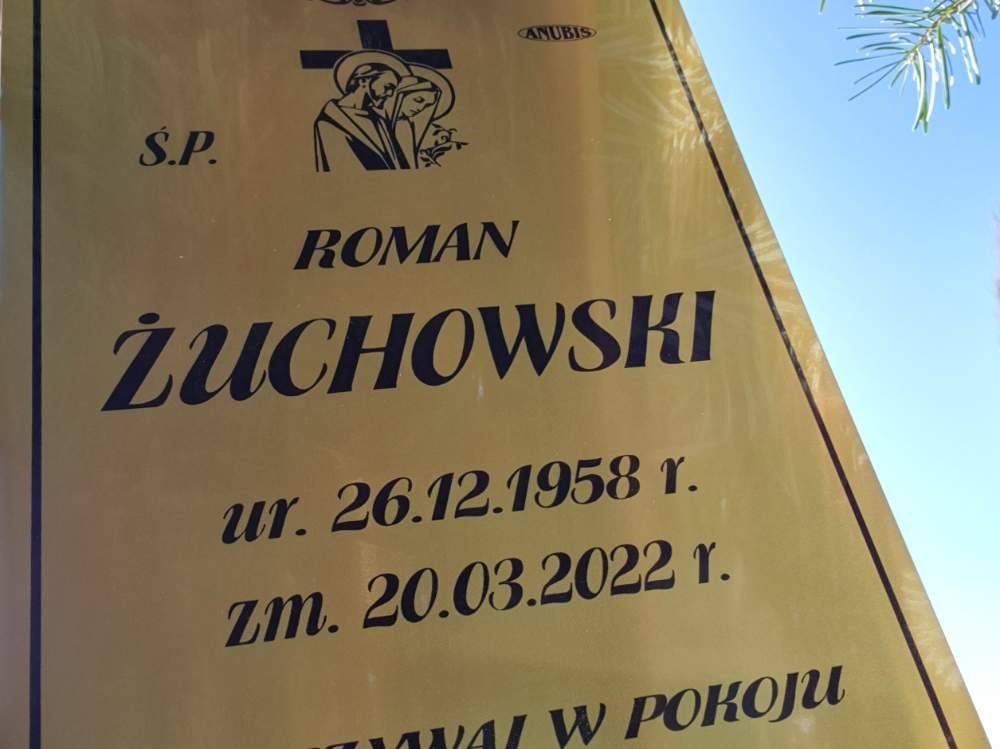 ANUBIS
Ś.P.
ROMAN
ŻUCHOWSKI
ur. 26.12.1958 r.
zm. 20.03.2022 r.
W POKOJU